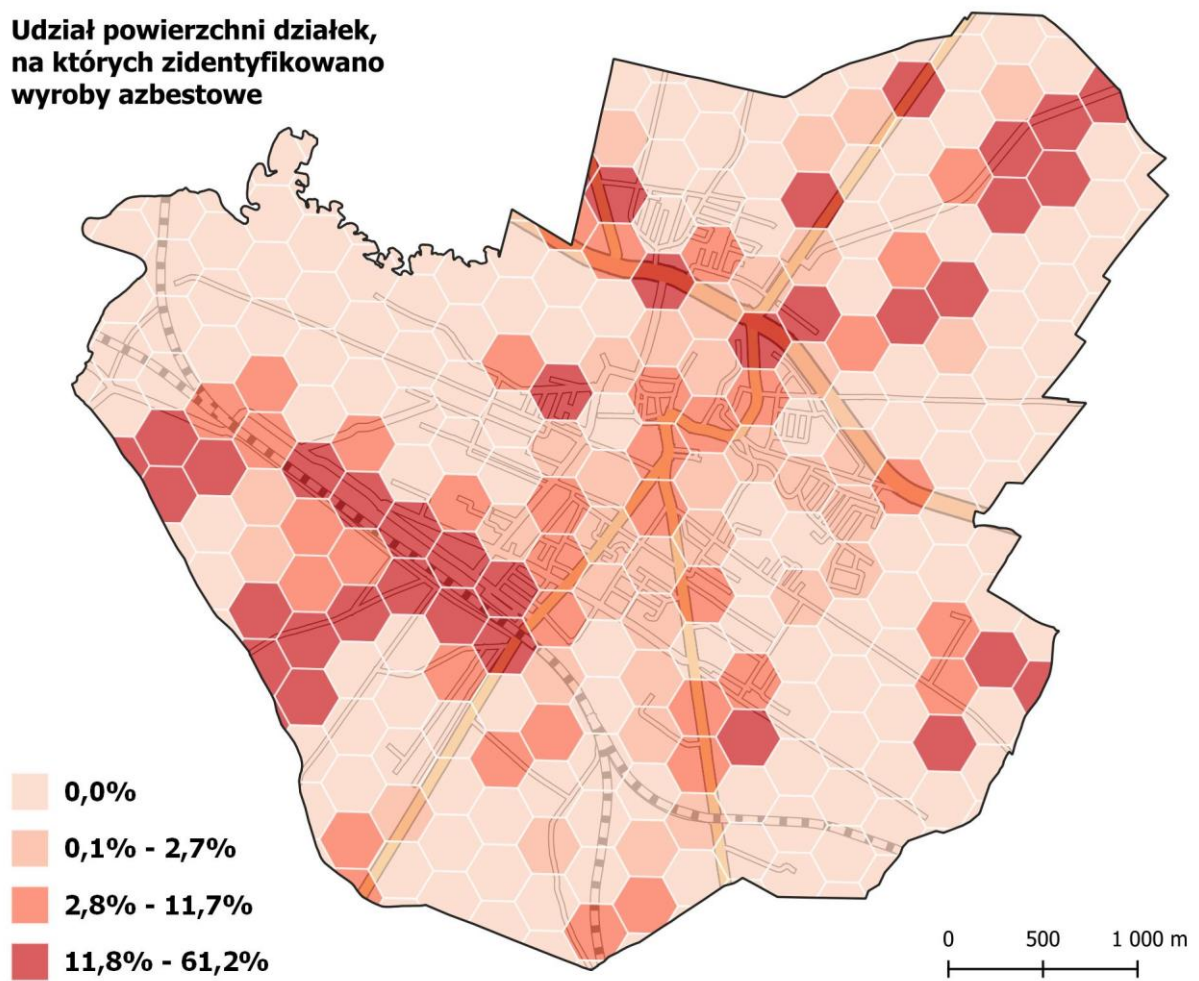 Udział powierzchni działek,
na których zidentyfikowano
wyroby azbestowe
0,0%
0,1% - 2,7%
2,8% - 11,7%
11,8% - 61,2%
0 500 1 000 m